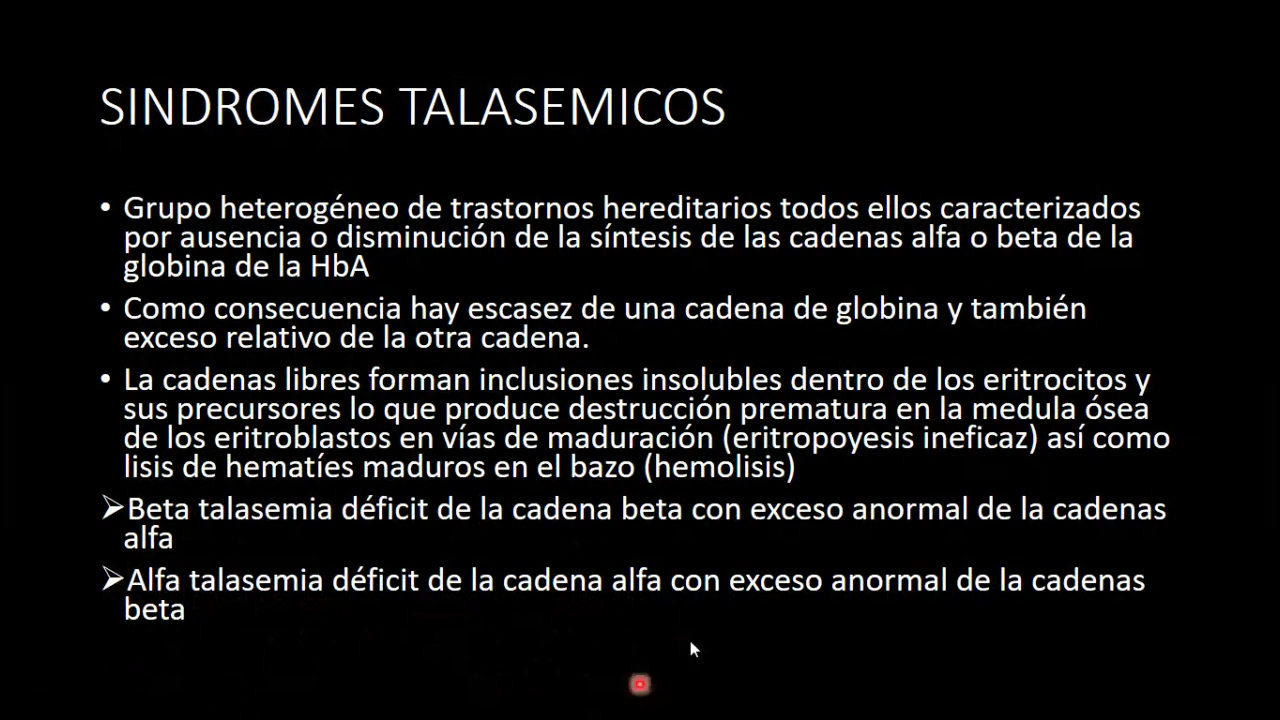 SINDROMES TALASEMICOS
• Grupo heterogéneo de trastornos hereditarios todos ellos caracterizados
por ausencia o disminución de la síntesis de las cadenas alfa o beta de la
globina de la HbA
• Como consecuencia hay escasez de una cadena de globina y también
exceso relativo de la otra cadena.
• La cadenas libres forman inclusiones insolubles dentro de los eritrocitos y
sus precursores lo que produce destrucción prematura en la medula ósea
de los eritroblastos en vías de maduración (eritropoyesis ineficaz) así como
lisis de hematíes maduros en el bazo (hemolisis)
➢Beta talasemia déficit de la cadena beta con exceso anormal de la cadenas
alfa
➢Alfa talasemia déficit de la cadena alfa con exceso anormal de la cadenas
beta